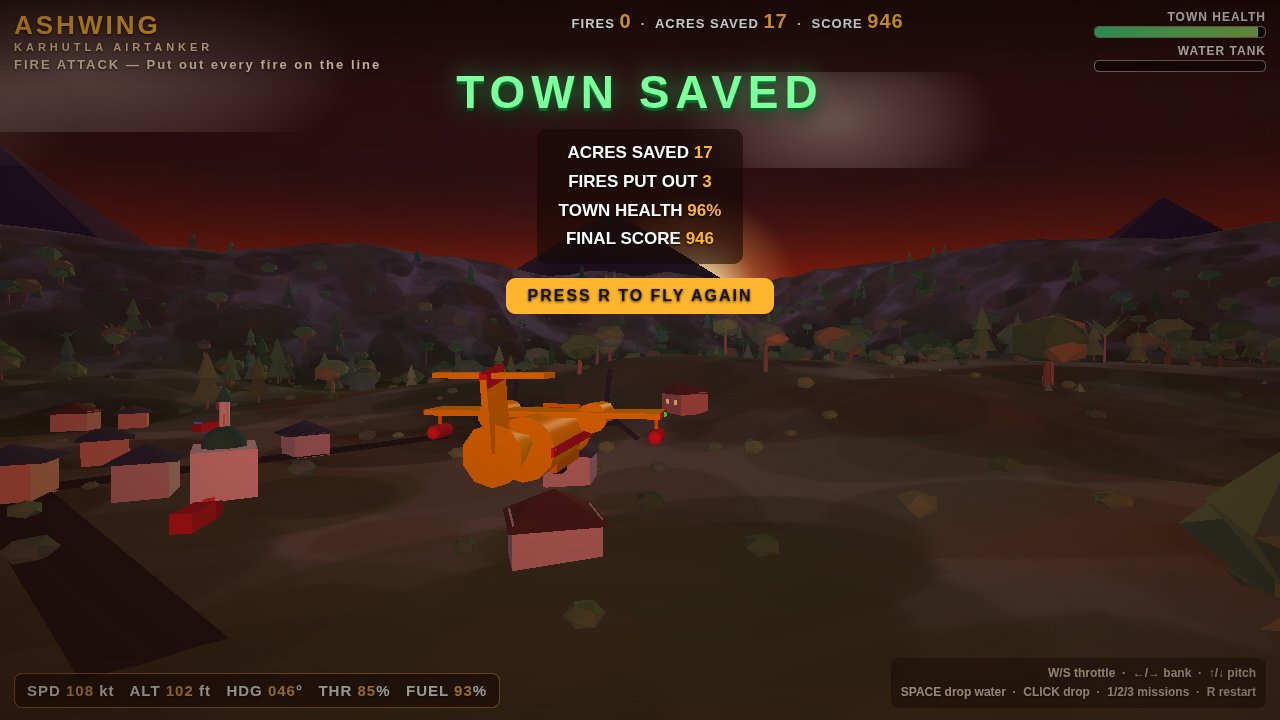 ASHWING
KARHUTLA AIRTANKER
FIRE ATTACK — Put out every fire on the line
FIRES 0 · ACRES SAVED 17 · SCORE 946
TOWN HEALTH
WATER TANK
TOWN SAVED
ACRES SAVED 17
FIRES PUT OUT 3
TOWN HEALTH 96%
FINAL SCORE 946
PRESS R TO FLY AGAIN
SPD 108 kt ALT 102 ft HDG 046° THR 85% FUEL 93%
W/S throttle · ←/→ bank · ↑/↓ pitch
SPACE drop water · CLICK drop · 1/2/3 missions · R restart